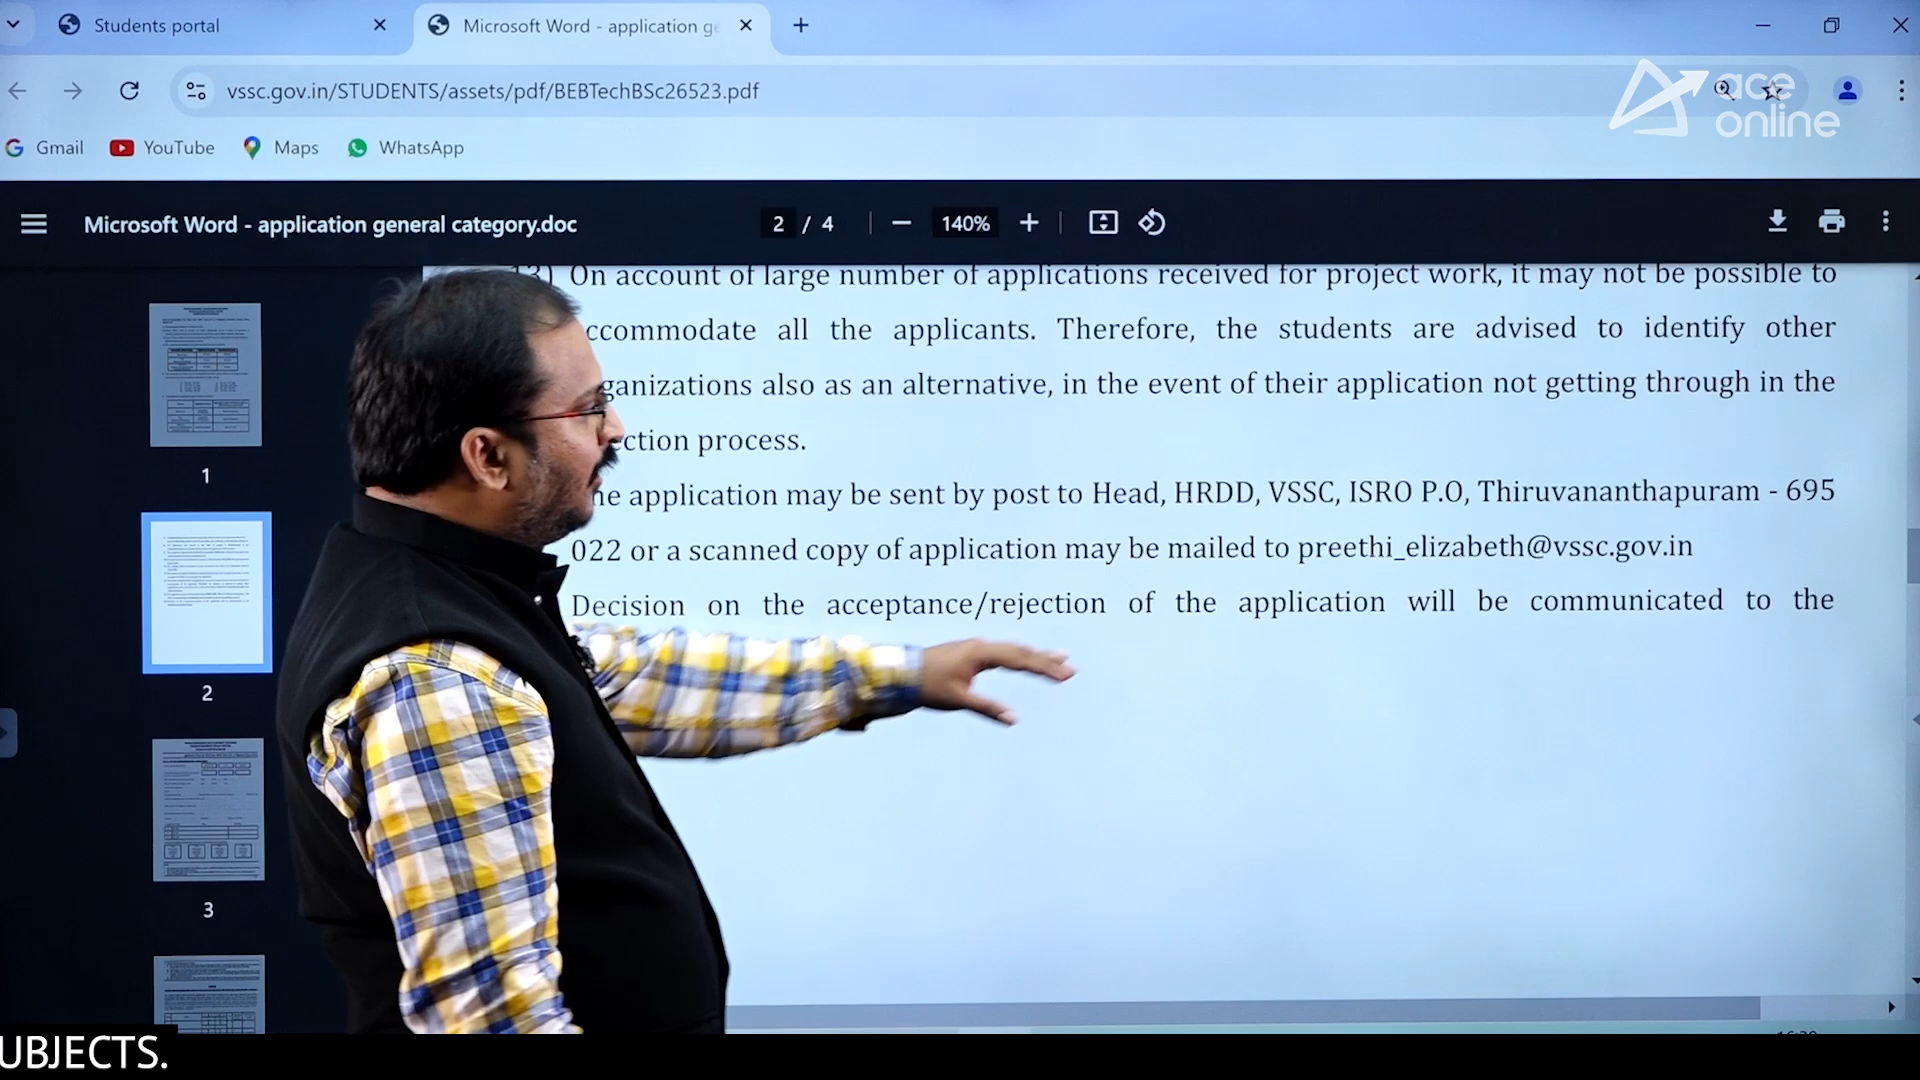 Students portal
Microsoft Word - application ge
vssc.gov.in/STUDENTS/assets/pdf/BEBTechBSc26523.pdf
ace
online
Gmail
YouTube
Maps
WhatsApp
Microsoft Word - application general category.doc
2 / 4
140%
13) On account of large number of applications received for project work, it may not be possible to
ccommodate all the applicants. Therefore, the students are advised to identify other
ganizations also as an alternative, in the event of their application not getting through in the
ection process.
he application may be sent by post to Head, HRDD, VSSC, ISRO P.O, Thiruvananthapuram - 695
022 or a scanned copy of application may be mailed to preethi_elizabeth@vssc.gov.in
Decision on the acceptance/rejection of the application will be communicated to the
1
2
3
UBJECTS.